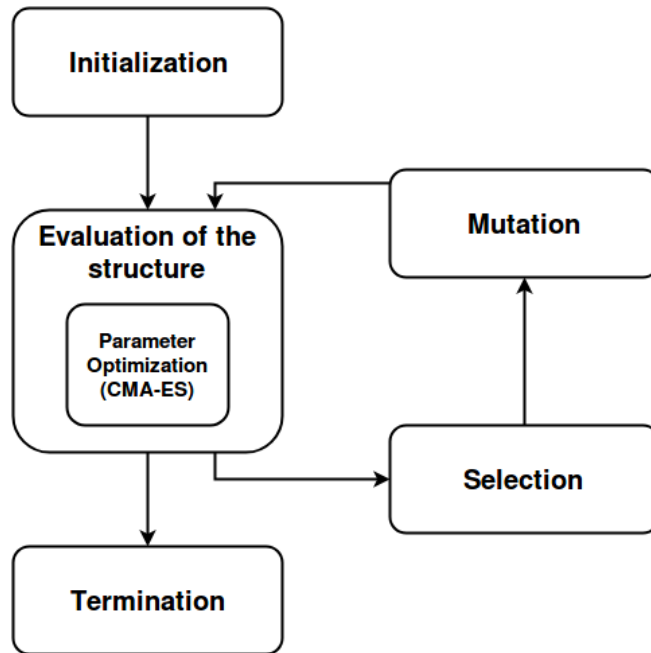 Initialization
Evaluation of the
structure
Parameter
Optimization
(CMA-ES)
Mutation
Selection
Termination